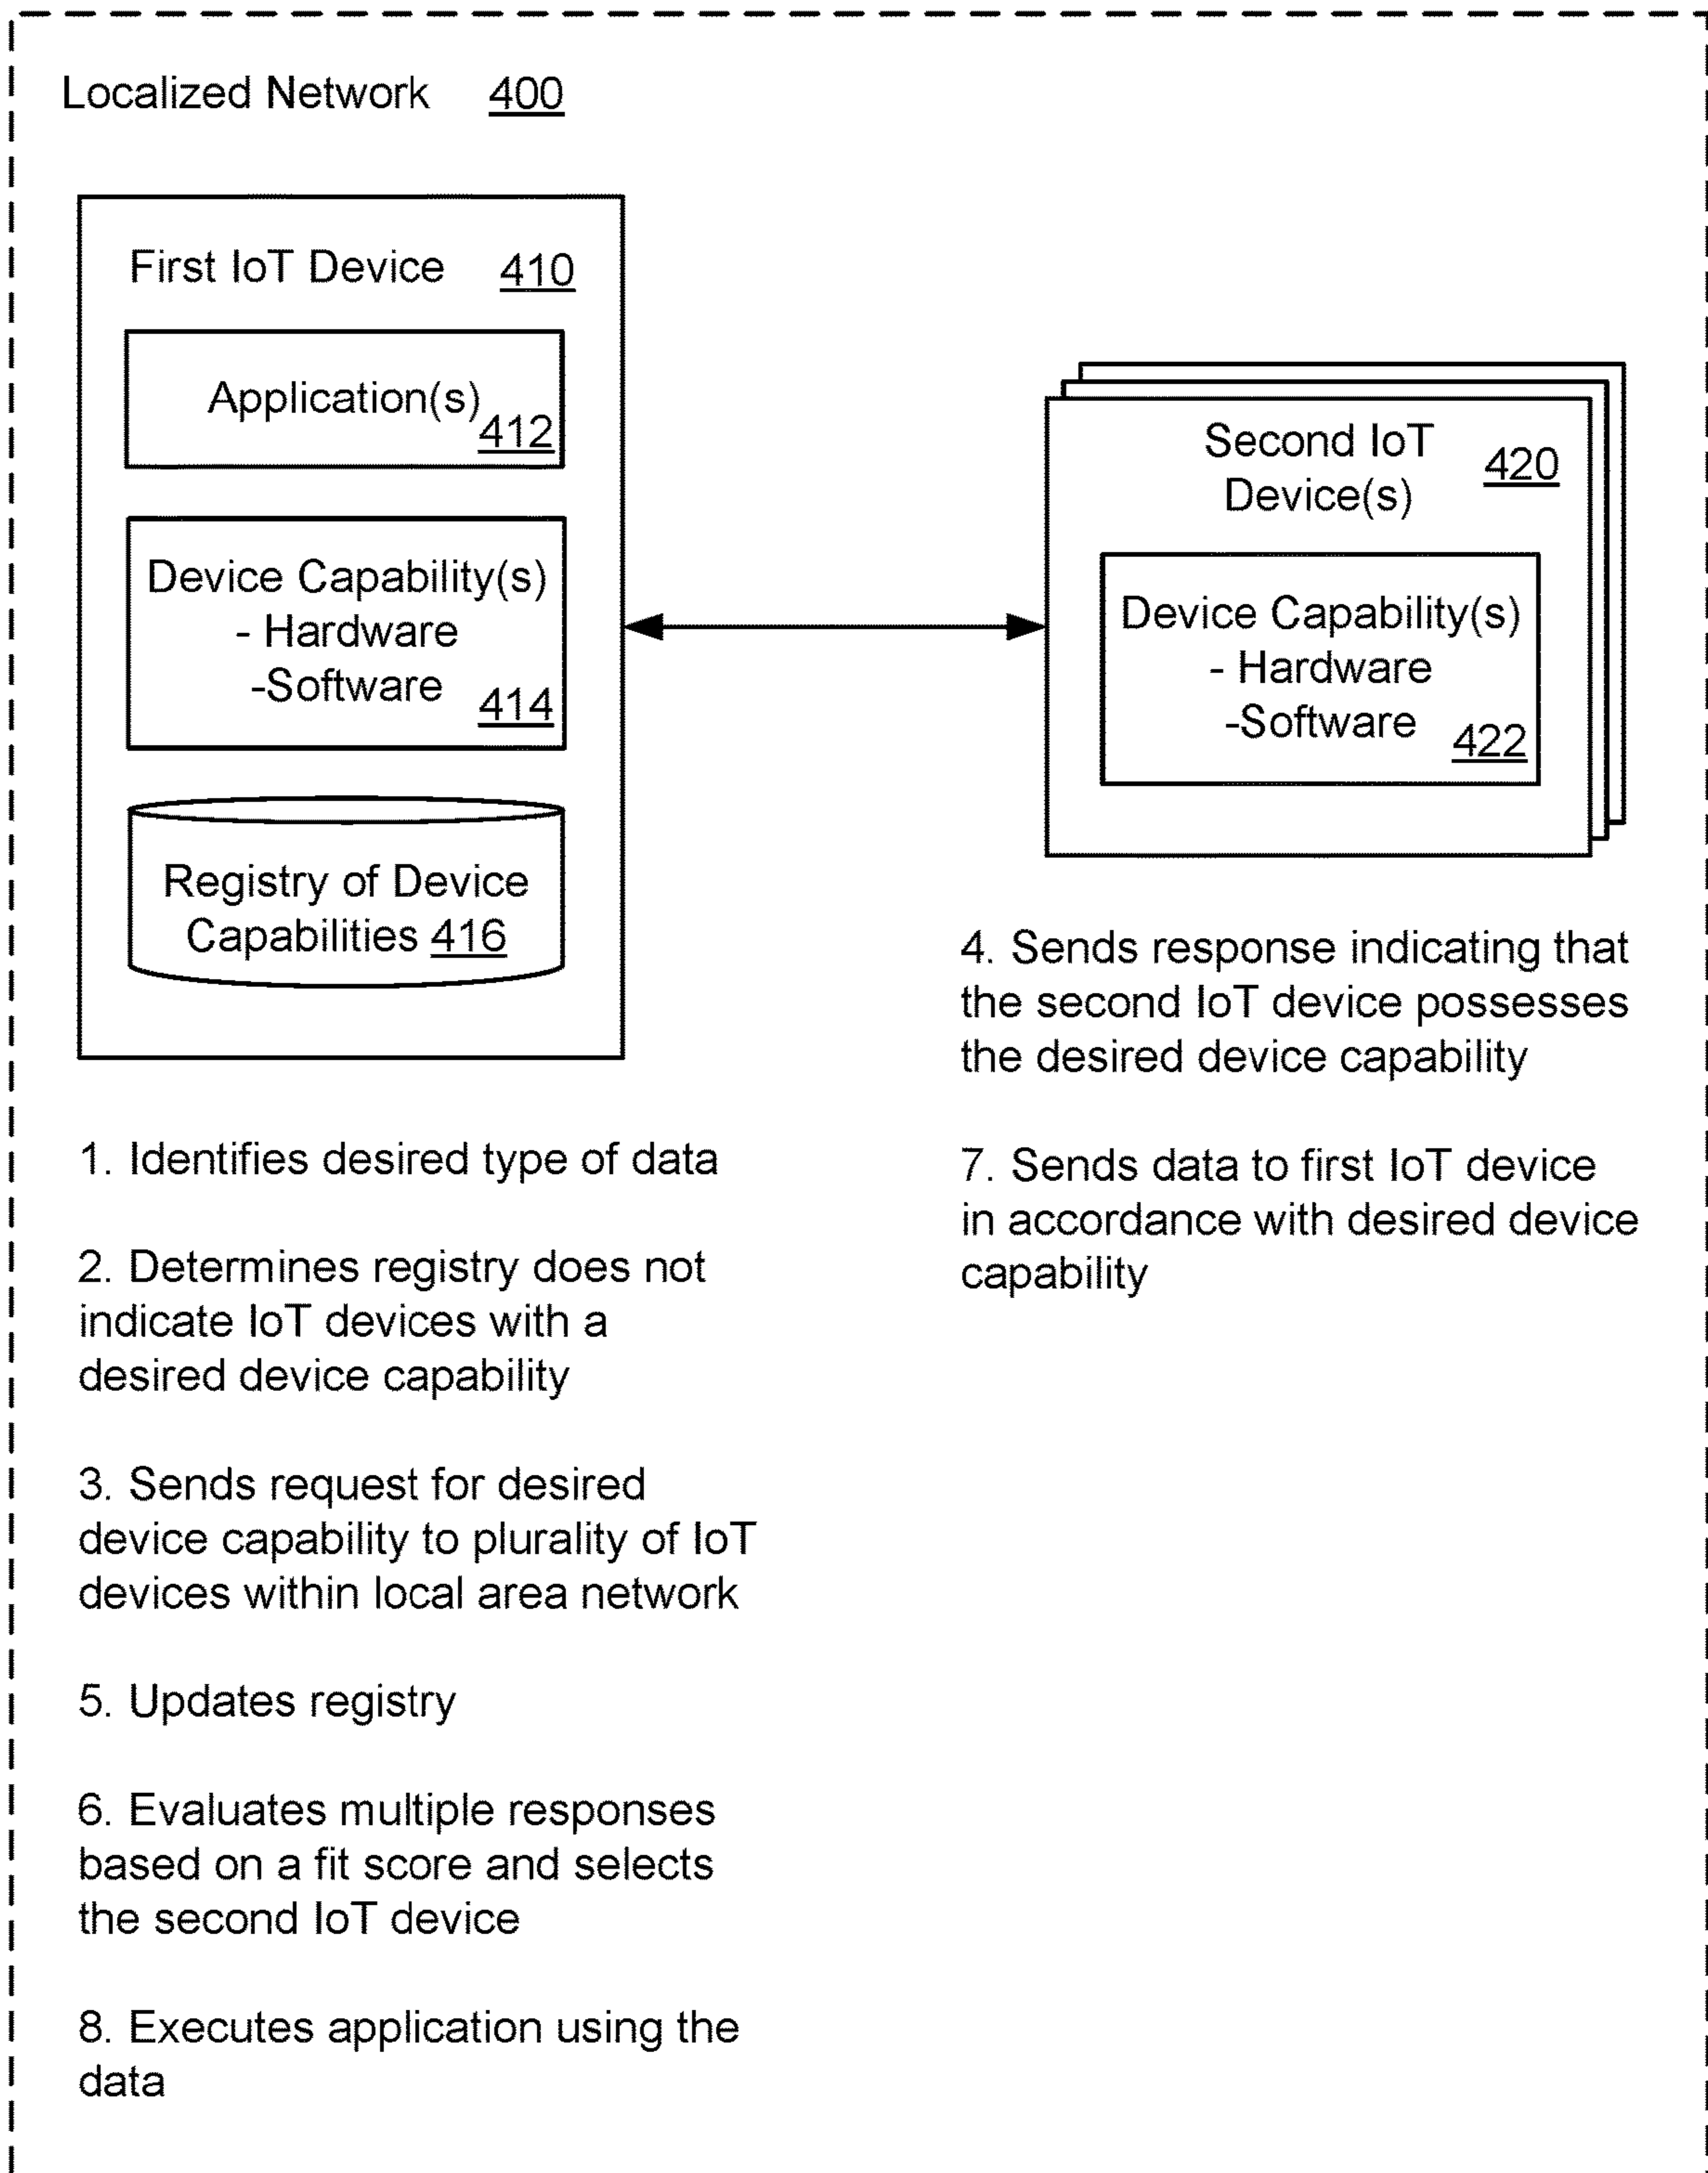 Localized Network 400
First IoT Device 410
Application(s) 412
Device Capability(s)
- Hardware
-Software 414
Registry of Device
Capabilities 416
Second IoT
Device(s) 420
Device Capability(s)
- Hardware
-Software 422
1. Identifies desired type of data
2. Determines registry does not
indicate IoT devices with a
desired device capability
3. Sends request for desired
device capability to plurality of IoT
devices within local area network
5. Updates registry
6. Evaluates multiple responses
based on a fit score and selects
the second IoT device
8. Executes application using the
data
4. Sends response indicating that
the second IoT device possesses
the desired device capability
7. Sends data to first IoT device
in accordance with desired device
capability